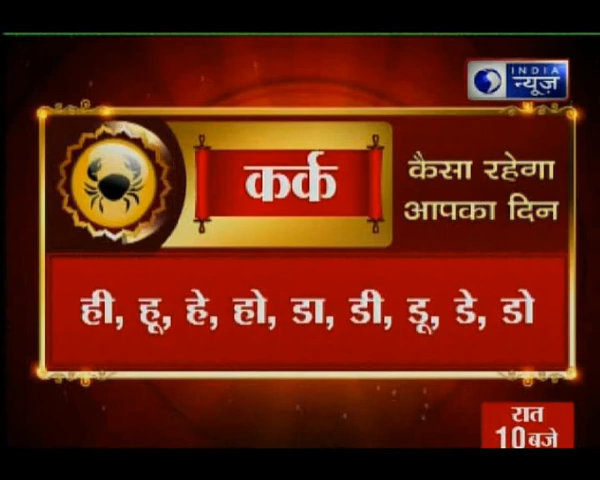 INDIA
न्यूज़
कर्क
कैसा रहेगा
आपका दिन
ही, हू, हे, हो, डा, डी, डू, डे, डो
रात
10 बजे